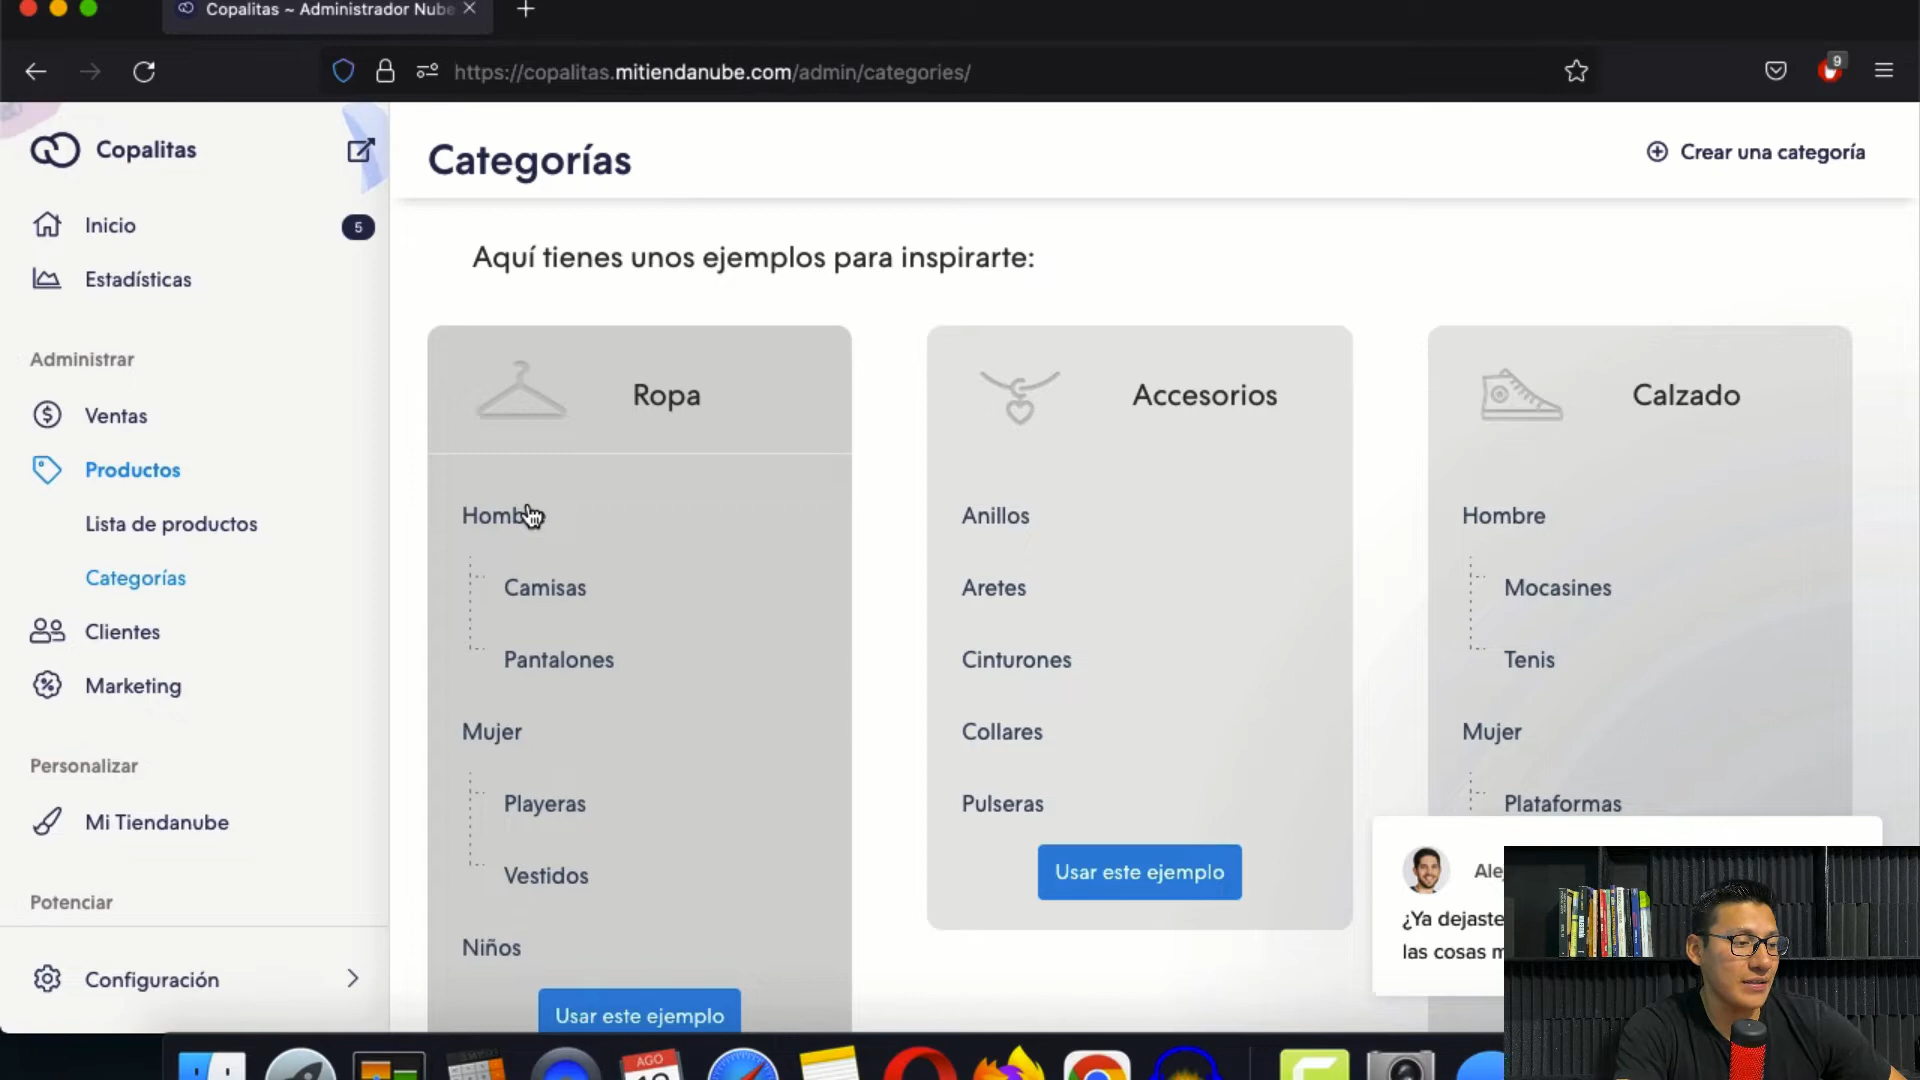 Copalitas ~ Administrador Nube
9
https://copalitas.mitiendanube.com/admin/categories/
Copalitas
Inicio
5
Estadísticas
Administrar
Ventas
Productos
Lista de productos
Categorías
Clientes
Marketing
Personalizar
Mi Tiendanube
Potenciar
Configuración
Categorías
Crear una categoría
Aquí tienes unos ejemplos para inspirarte:
Ropa
Hombre
Camisas
Pantalones
Mujer
Playeras
Vestidos
Niños
Usar este ejemplo
Accesorios
Anillos
Aretes
Cinturones
Collares
Pulseras
Usar este ejemplo
Calzado
Hombre
Mocasines
Tenis
Mujer
Plataformas
Ale
¿Ya dejaste
las cosas m
AGO